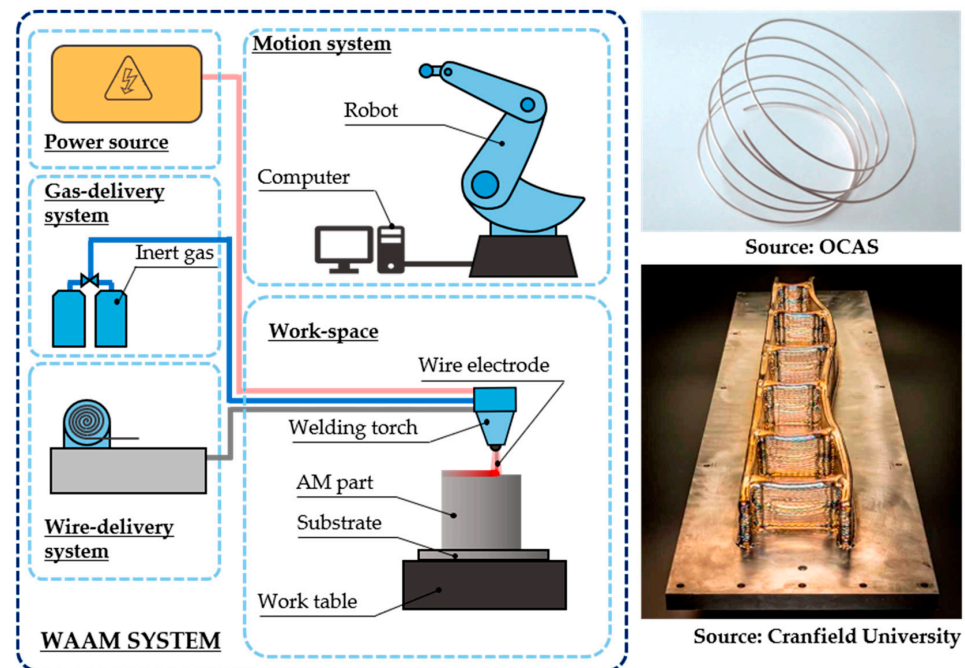 Power source
Gas-delivery
system
Inert gas
Wire-delivery
system
WAAM SYSTEM
Motion system
Robot
Computer
Work-space
Wire electrode
Welding torch
AM part
Substrate
Work table
Source: OCAS
Source: Cranfield University